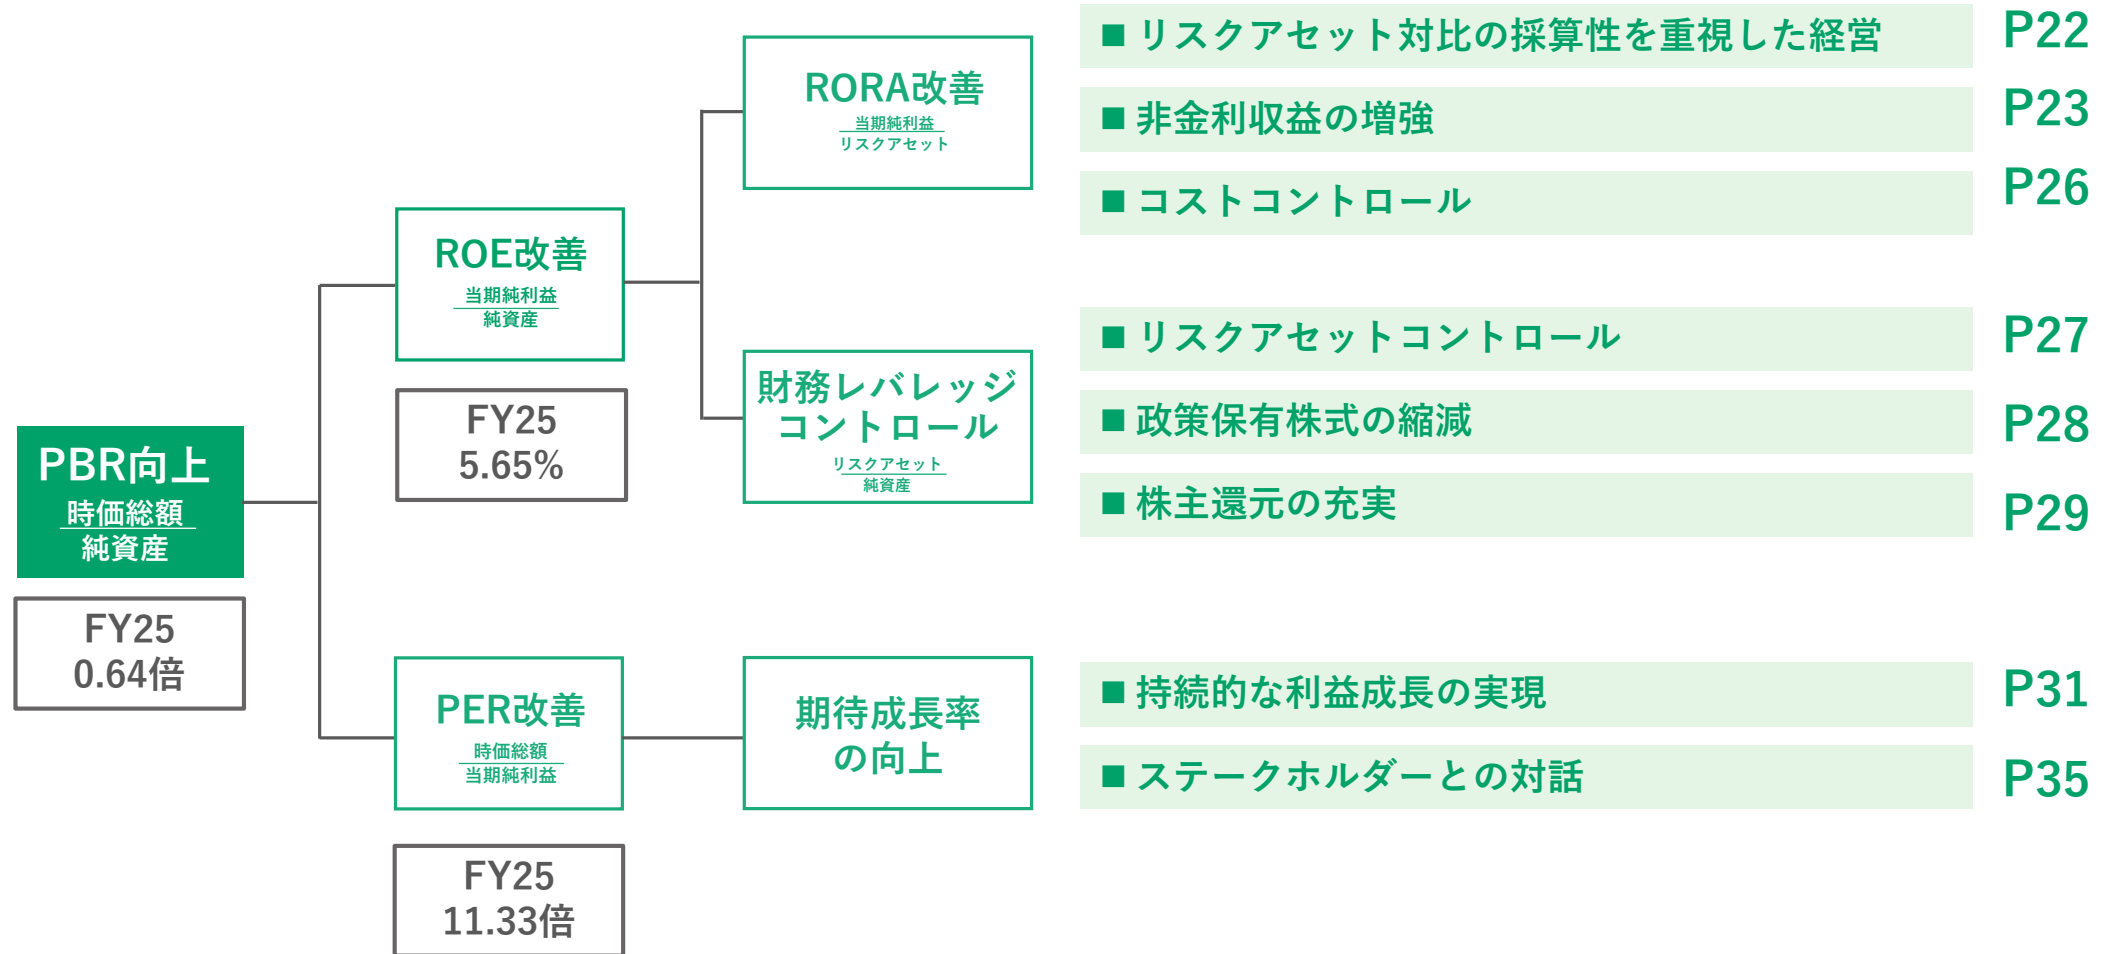 PBR向上
時価総額
純資産
FY25
0.64倍
ROE改善
当期純利益
純資産
FY25
5.65%
PER改善
時価総額
当期純利益
FY25
11.33倍
RORA改善
当期純利益
リスクアセット
財務レバレッジ
コントロール
リスクアセット
純資産
期待成長率
の向上
■ リスクアセット対比の採算性を重視した経営 P22
■ 非金利収益の増強 P23
■ コストコントロール P26
■ リスクアセットコントロール P27
■ 政策保有株式の縮減 P28
■ 株主還元の充実 P29
■ 持続的な利益成長の実現 P31
■ ステークホルダーとの対話 P35